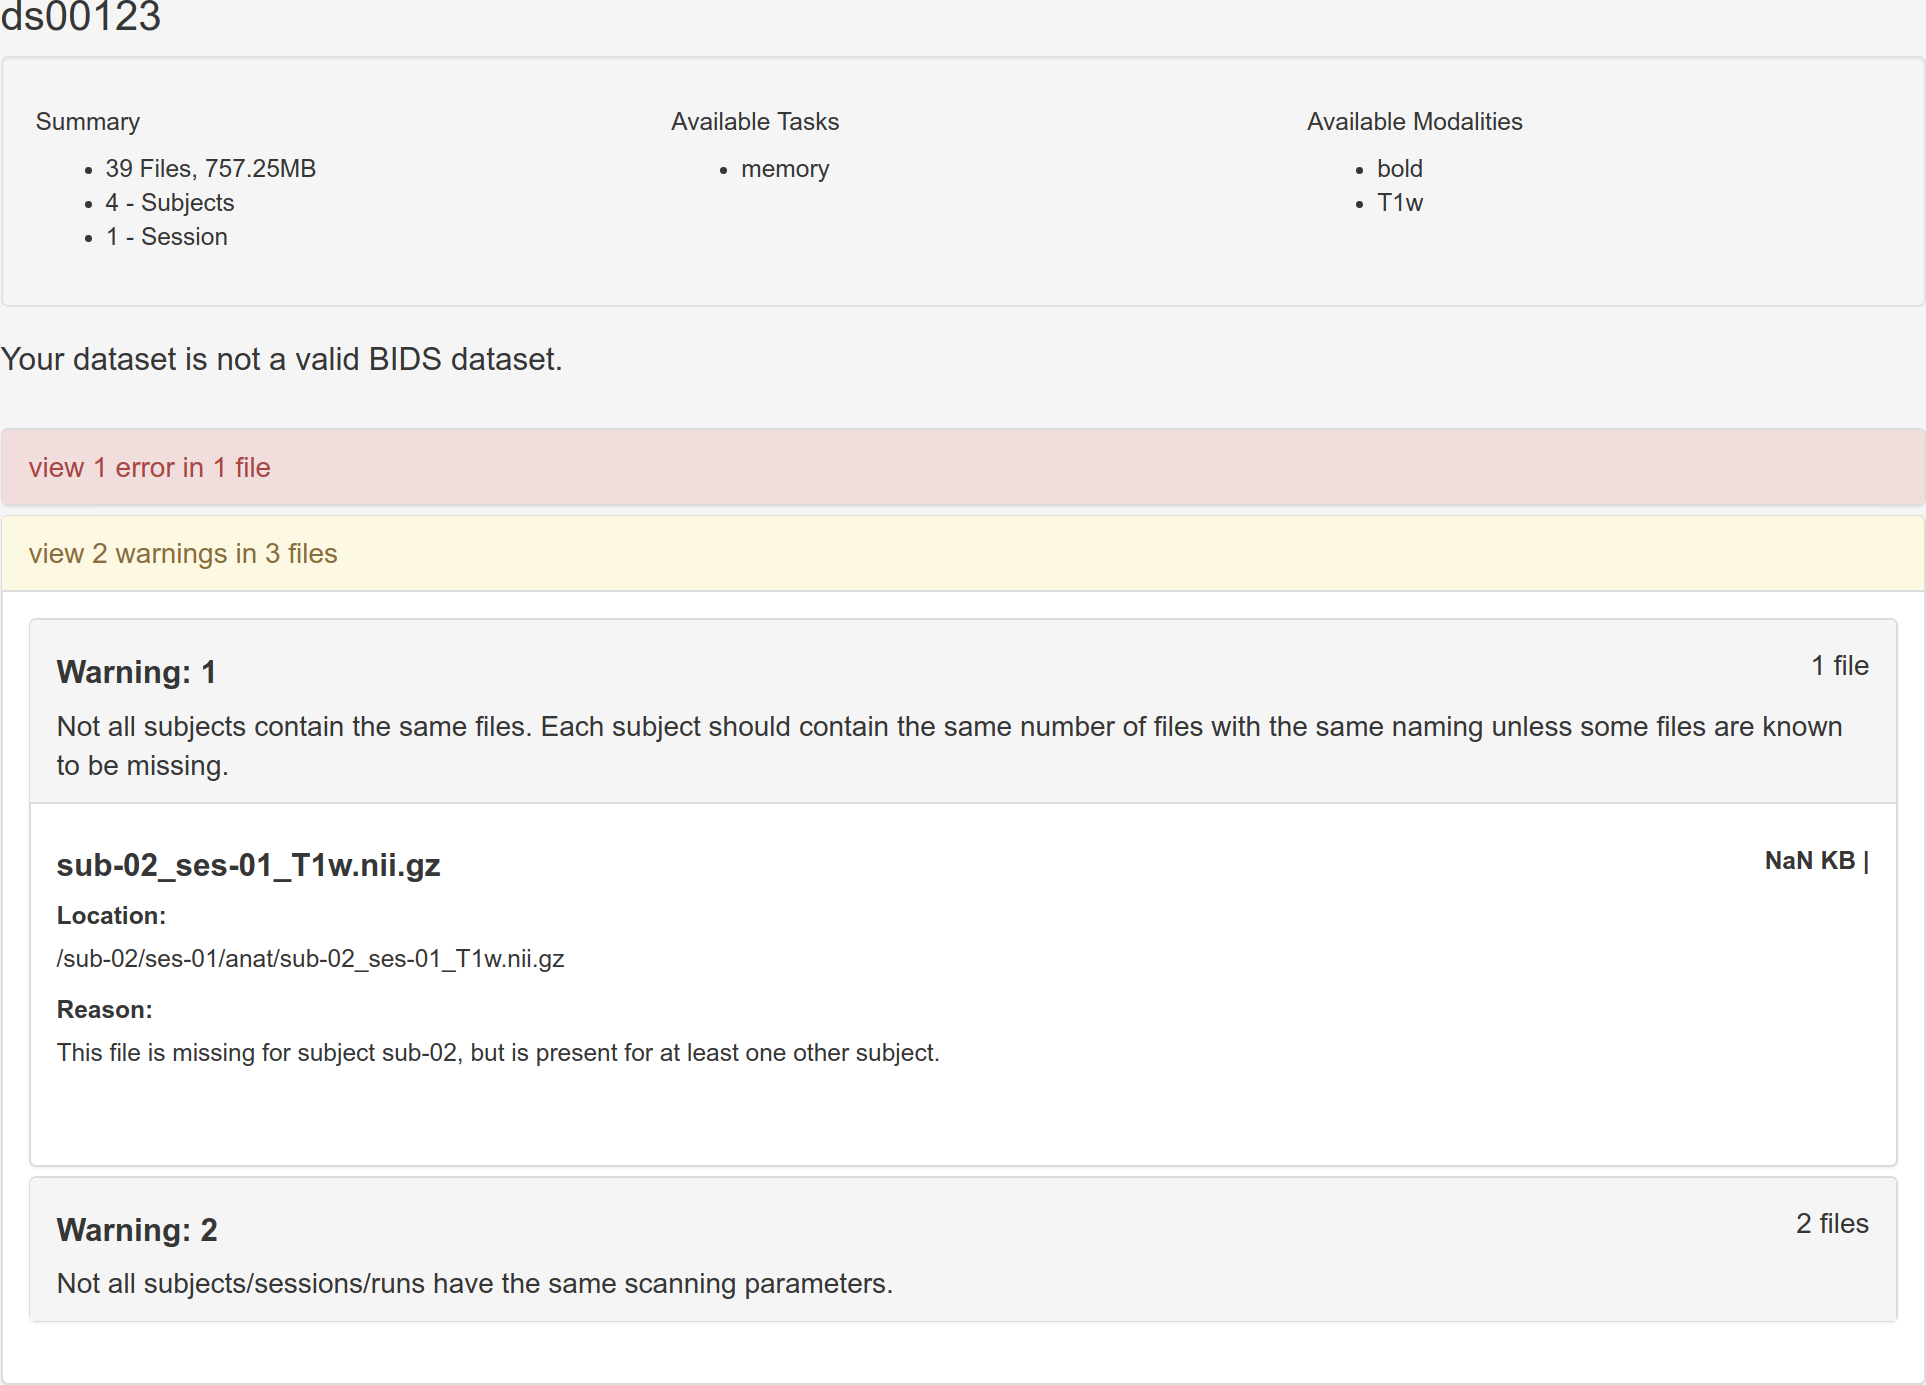 ds00123
Summary
39 Files, 757.25MB
4 - Subjects
1 - Session
Available Tasks
memory
Available Modalities
bold
T1w
Your dataset is not a valid BIDS dataset.
view 1 error in 1 file
view 2 warnings in 3 files
Warning: 1
1 file
Not all subjects contain the same files. Each subject should contain the same number of files with the same naming unless some files are known
to be missing.
sub-02_ses-01_T1w.nii.gz
NaN KB |
Location:
/sub-02/ses-01/anat/sub-02_ses-01_T1w.nii.gz
Reason:
This file is missing for subject sub-02, but is present for at least one other subject.
Warning: 2
2 files
Not all subjects/sessions/runs have the same scanning parameters.